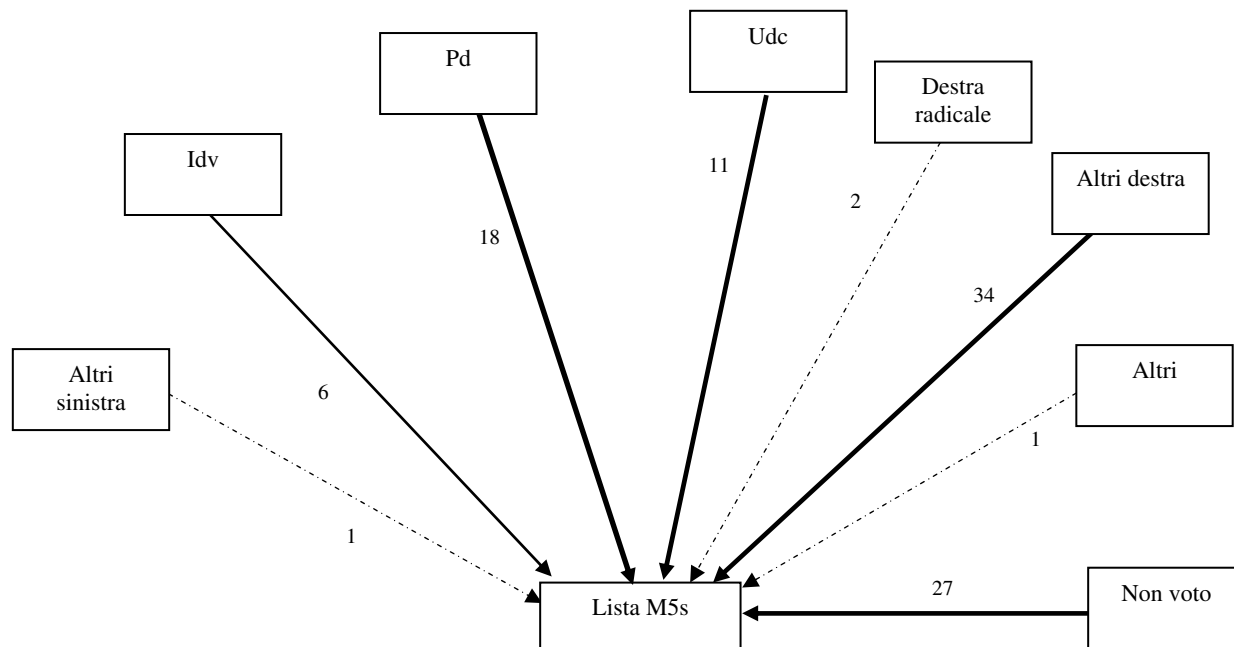 Udc
Pd
Destra
radicale
Idv
11
Altri destra
2
18
34
Altri
sinistra
6
Altri
1
1
27
Non voto
Lista M5s